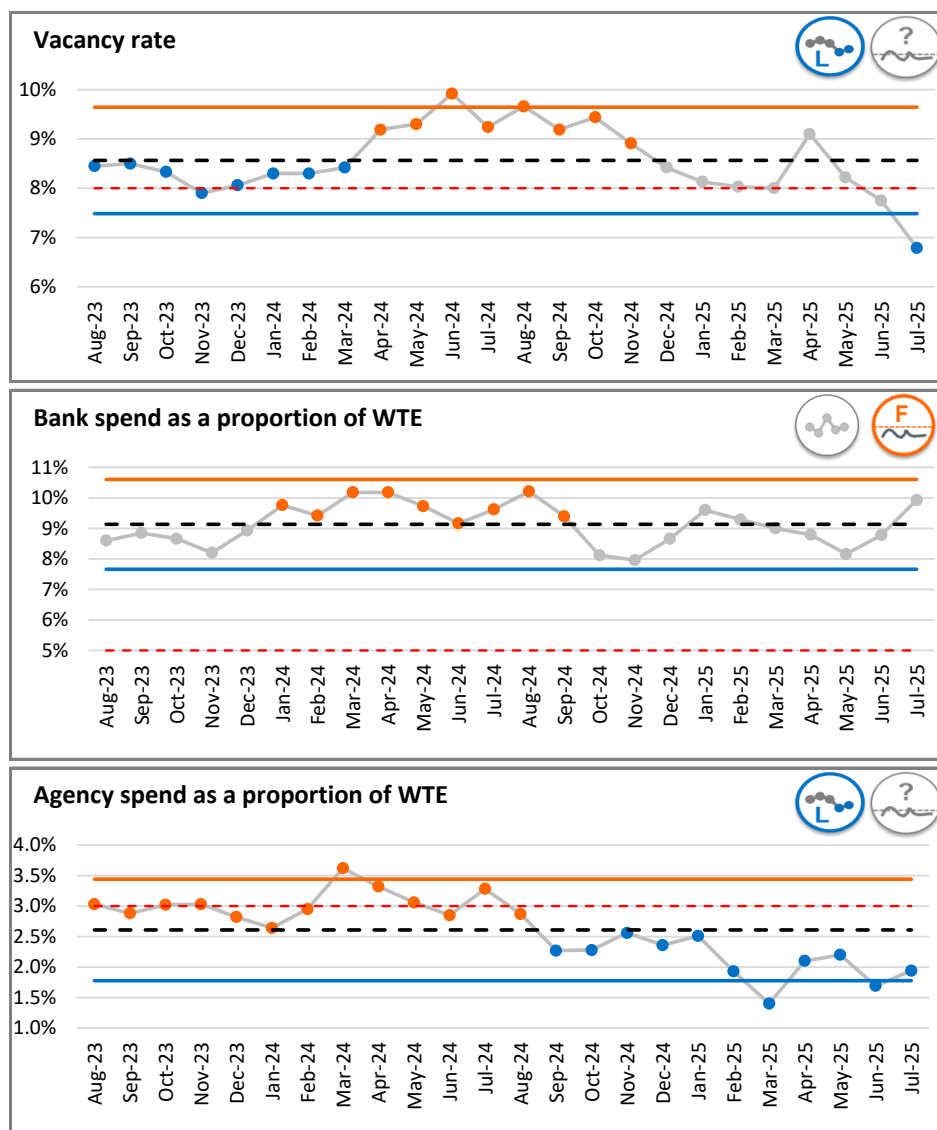 Vacancy rate
L
?
10%
9%
8%
7%
6%
Aug-23
Sep-23
Oct-23
Nov-23
Dec-23
Jan-24
Feb-24
Mar-24
Apr-24
May-24
Jun-24
Jul-24
Aug-24
Sep-24
Oct-24
Nov-24
Dec-24
Jan-25
Feb-25
Mar-25
Apr-25
May-25
Jun-25
Jul-25
Bank spend as a proportion of WTE
F
11%
10%
9%
8%
7%
6%
5%
Aug-23
Sep-23
Oct-23
Nov-23
Dec-23
Jan-24
Feb-24
Mar-24
Apr-24
May-24
Jun-24
Jul-24
Aug-24
Sep-24
Oct-24
Nov-24
Dec-24
Jan-25
Feb-25
Mar-25
Apr-25
May-25
Jun-25
Jul-25
Agency spend as a proportion of WTE
L
?
4.0%
3.5%
3.0%
2.5%
2.0%
1.5%
1.0%
Aug-23
Sep-23
Oct-23
Nov-23
Dec-23
Jan-24
Feb-24
Mar-24
Apr-24
May-24
Jun-24
Jul-24
Aug-24
Sep-24
Oct-24
Nov-24
Dec-24
Jan-25
Feb-25
Mar-25
Apr-25
May-25
Jun-25
Jul-25